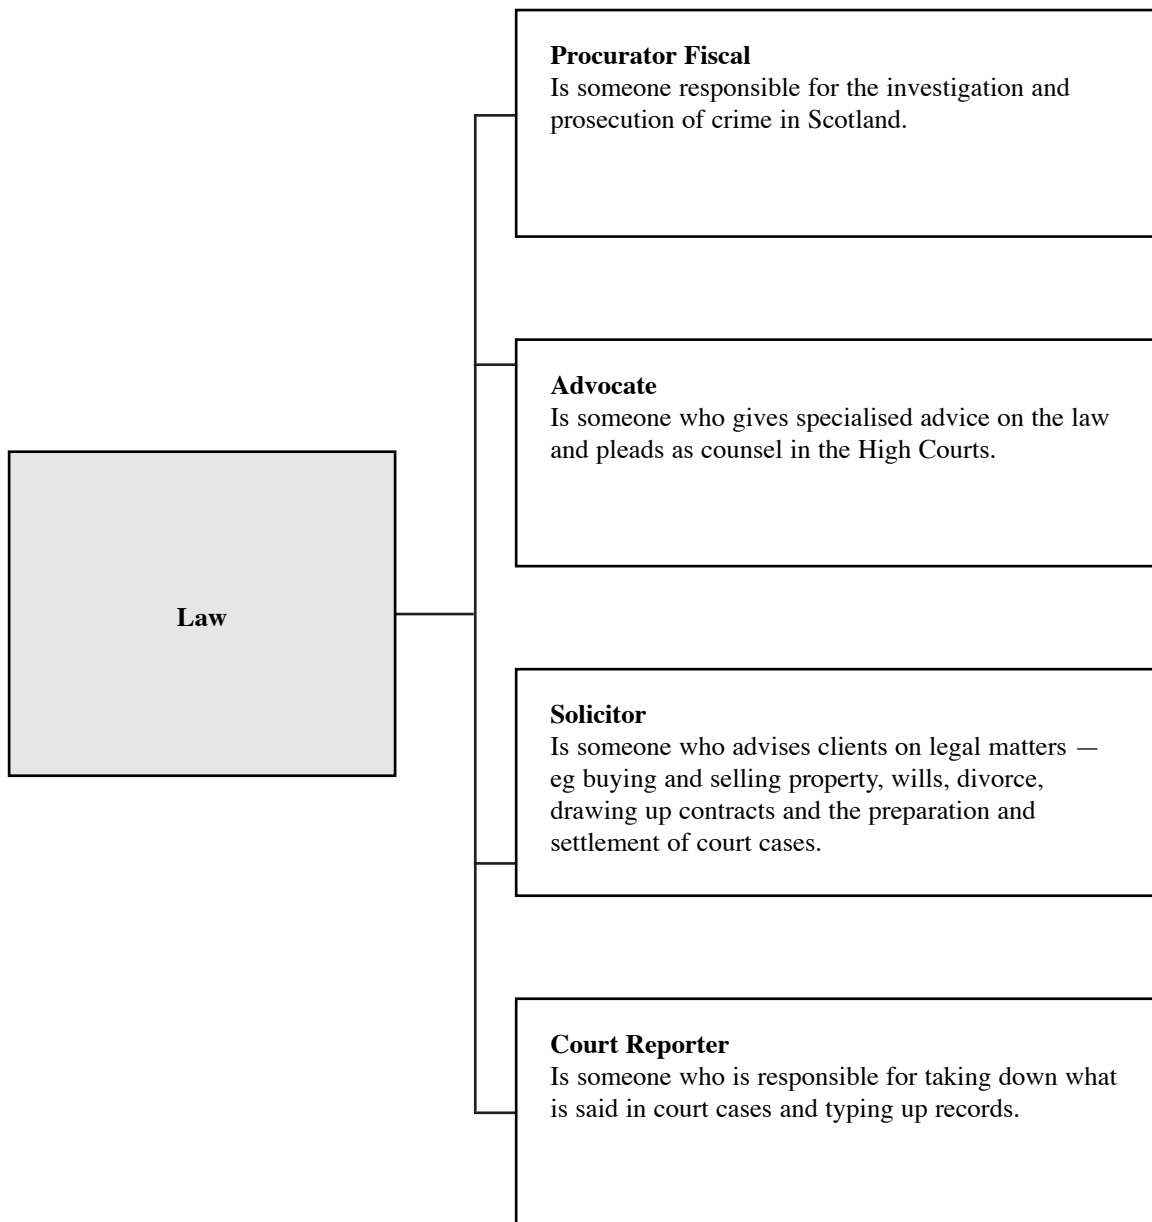 Procurator Fiscal
Is someone responsible for the investigation and
prosecution of crime in Scotland.
Advocate
Is someone who gives specialised advice on the law
and pleads as counsel in the High Courts.
Law
Solicitor
Is someone who advises clients on legal matters —
eg buying and selling property, wills, divorce,
drawing up contracts and the preparation and
settlement of court cases.
Court Reporter
Is someone who is responsible for taking down what
is said in court cases and typing up records.